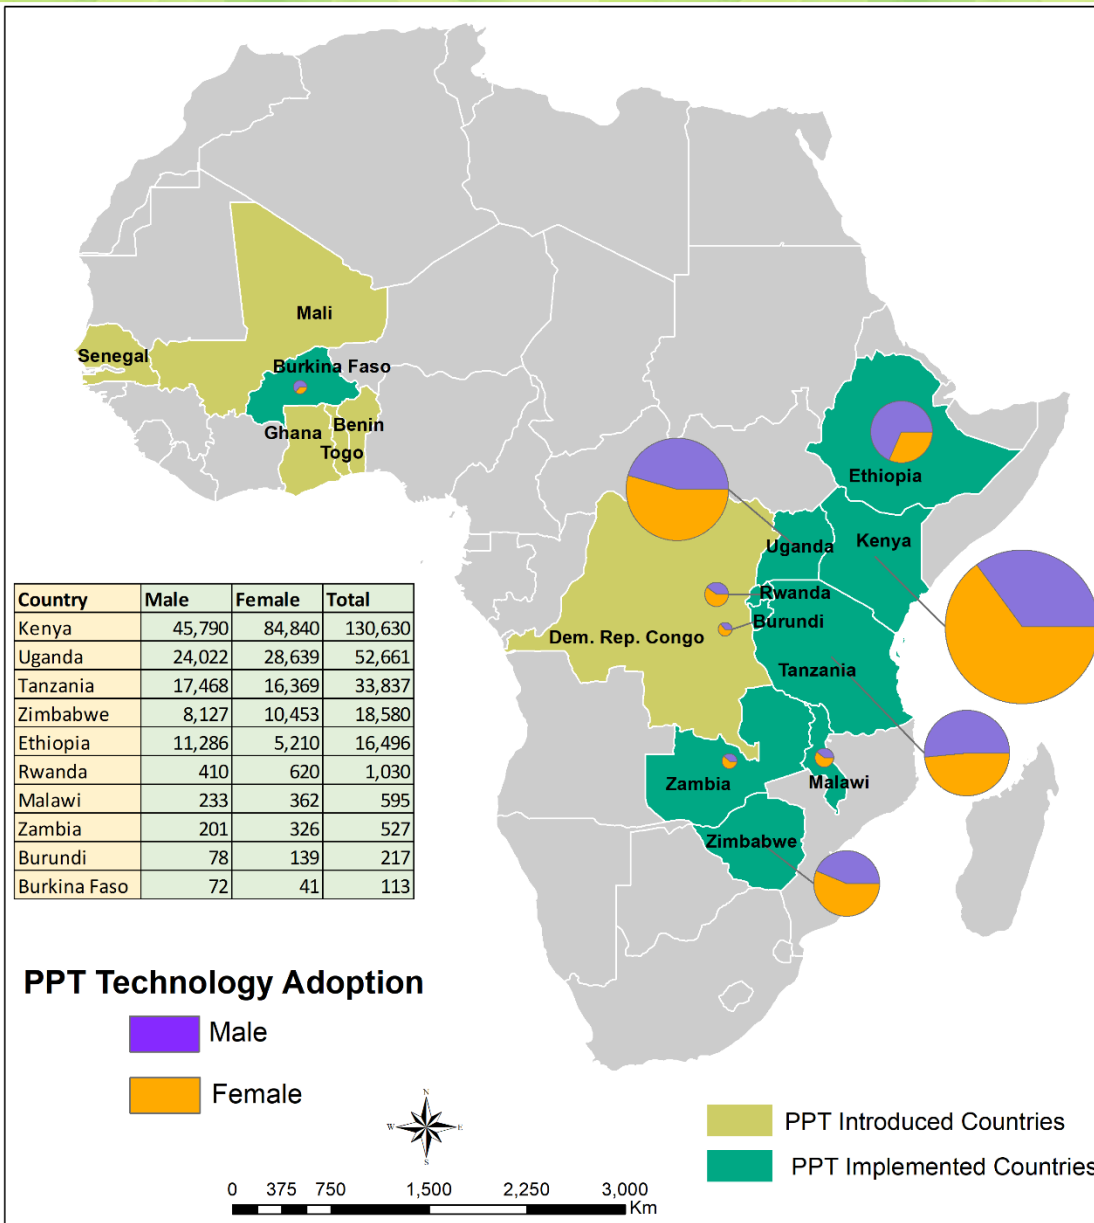 Mali
Senegal
Burkina Faso
Benin
Ghana
Togo
Ethiopia
Uganda
Kenya
Rwanda
Burundi
Dem. Rep. Congo
Tanzania
Zambia
Malawi
Zimbabwe
Country Male Female Total
Kenya 45,790 84,840 130,630
Uganda 24,022 28,639 52,661
Tanzania 17,468 16,369 33,837
Zimbabwe 8,127 10,453 18,580
Ethiopia 11,286 5,210 16,496
Rwanda 410 620 1,030
Malawi 233 362 595
Zambia 201 326 527
Burundi 78 139 217
Burkina Faso 72 41 113
PPT Technology Adoption
Male
Female
N
W E
S
0 375 750 1,500 2,250 3,000
Km
PPT Introduced Countries
PPT Implemented Countries